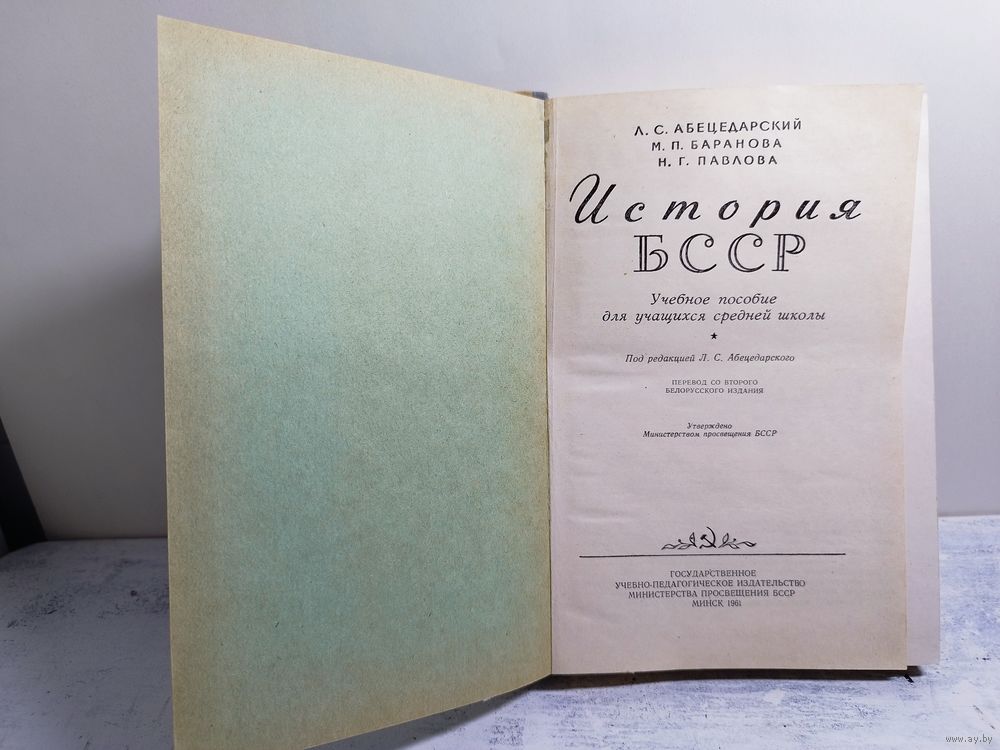 Л. С. АБЕЦЕДАРСКИЙ
М. П. БАРАНОВА
Н. Г. ПАВЛОВА
История
БССР
Учебное пособие
для учащихся средней школы
Под редакцией Л. С. Абецедарского
ПЕРЕВОД СО ВТОРОГО
БЕЛОРУССКОГО ИЗДАНИЯ
Утверждено
Министерством просвещения БССР
ГОСУДАРСТВЕННОЕ
УЧЕБНО-ПЕДАГОГИЧЕСКОЕ ИЗДАТЕЛЬСТВО
МИНИСТЕРСТВА ПРОСВЕЩЕНИЯ БССР
МИНСК 1961
www.ay.by